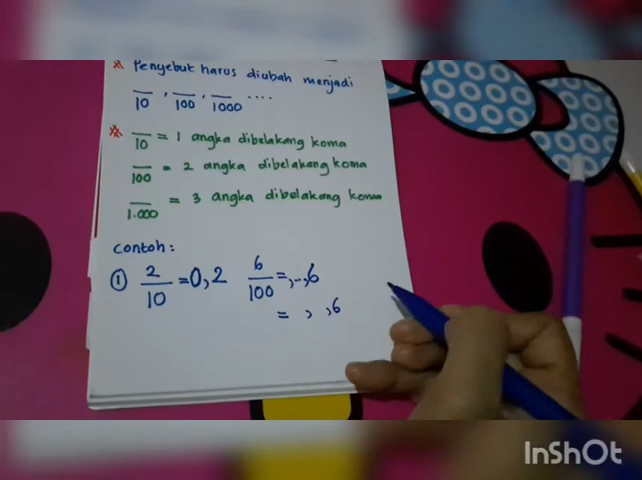 * Penyebut harus diubah menjadi
/10 , /100 , /1000 ....
* /10 = 1 angka dibelakang koma
/100 = 2 angka dibelakang koma
/1.000 = 3 angka dibelakang koma
Contoh:
① 2/10 = 0,2 6/100 = , .. , 6
= , , 6
InShOt